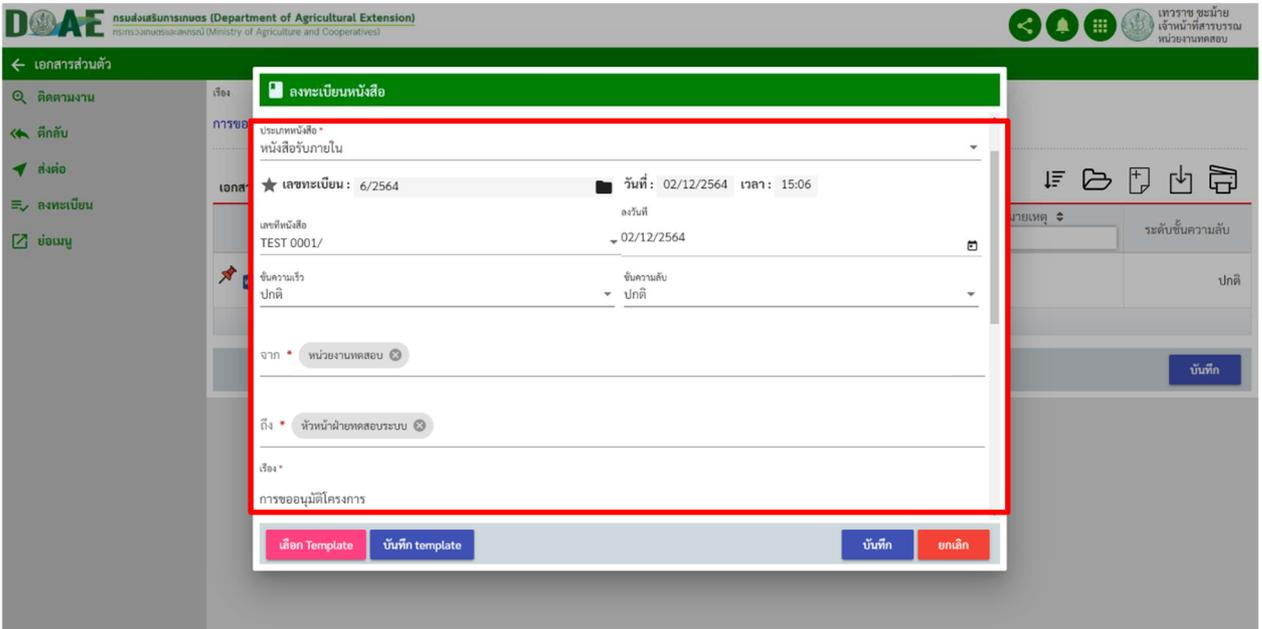 DOAE กรมส่งเสริมการเกษตร (Department of Agricultural Extension)
กระทรวงเกษตรและสหกรณ์ (Ministry of Agriculture and Cooperatives)
เทวราช ชะม้าย
เจ้าหน้าที่สารบรรณ
หน่วยงานทดสอบ
เอกสารส่วนตัว
ติดตามงาน
ตีกลับ
ส่งต่อ
ลงทะเบียน
ย่อเมนู
เรื่อง
การขอ
เอกสา
มายเหตุ
ระดับชั้นความลับ
ปกติ
บันทึก
ลงทะเบียนหนังสือ
ประเภทหนังสือ *
หนังสือรับภายใน
เลขทะเบียน : 6/2564 วันที่ : 02/12/2564 เวลา : 15:06
เลขที่หนังสือ ลงวันที่
TEST 0001/ 02/12/2564
ชั้นความเร็ว ชั้นความลับ
ปกติ ปกติ
จาก * หน่วยงานทดสอบ
ถึง * หัวหน้าฝ่ายทดสอบระบบ
เรื่อง *
การขออนุมัติโครงการ
เลือก Template บันทึก template บันทึก ยกเลิก